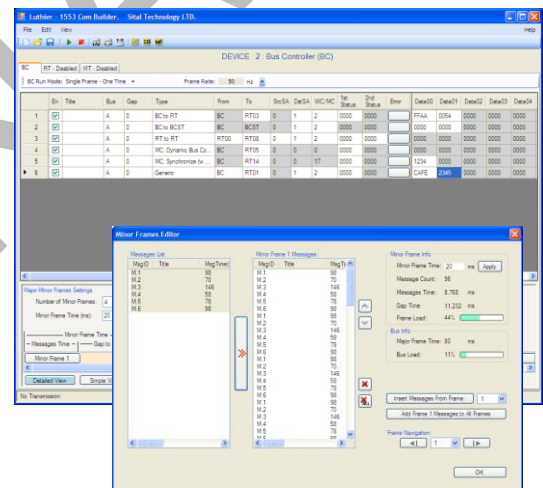 Luthier - 1553 Com Builder. Sital Technology LTD.
File Edit View Help
DEVICE 2 : Bus Controller (BC)
BC RT - Disabled MT - Disabled
BC Run Mode: Single Frame - One Time Frame Rate: 50 Hz
En Title Bus Gap Type From To SrcSA DetSA WC/MC 1st Status 2nd Status Error Data00 Data01 Data02 Data03 Data04
1 A 0 BC to RT BC RT03 0 1 2 0000 0000 FFAA 0054 0000 0000 0000
2 A 0 BC to BCST BC BCST 0 1 2 0000 0000 0000 0000 0000 0000 0000
3 A 0 RT to RT RT00 RT08 0 1 2 0000 0000 0000 0000 0000 0000 0000
4 A 0 MC: Dynamic Bus Co... BC RT05 0 0 0 0000 0000 0000 0000 0000 0000 0000
5 A 0 MC: Synchronize (w ... BC RT14 0 0 17 0000 0000 1234 0000 0000 0000 0000
6 A 0 Generic BC RT01 0 1 2 0000 0000 CAFE 2345 0000 0000 0000
Major-Minor Frames Settings
Number of Minor Frames: 4
Minor Frame Time (ms): 20
Minor Frame Time
Messages Time Gap to
Minor Frame 1
Detailed View Simple V
No Transmission
Minor Frames Editor
Messages List:
MsgID Title MsgTime(
M.1 98
M.2 70
M.3 146
M.4 58
M.5 78
M.6 98
Minor Frame 1 Messages:
MsgID Title MsgTi
M.1 98
M.2 70
M.3 146
M.4 58
M.5 78
M.6 98
M.1 98
M.2 70
M.3 146
M.4 58
M.5 78
M.6 98
M.1 98
M.2 70
M.3 146
M.4 58
M.5 78
M.6 98
M.1 98
M.2 70
M.3 146
M.4 58
M.5 78
M.6 98
Minor Frame Info
Minor Frame Time: 20 ms Apply
Message Count: 96
Messages Time: 8.768 ms
Gap Time: 11.232 ms
Frame Load: 44%
Bus Info
Major Frame Time: 80 ms
Bus Load: 11%
Insert Messages From Frame: 1
Add Frame 1 Messages to All Frames
Frame Navigation
1
OK